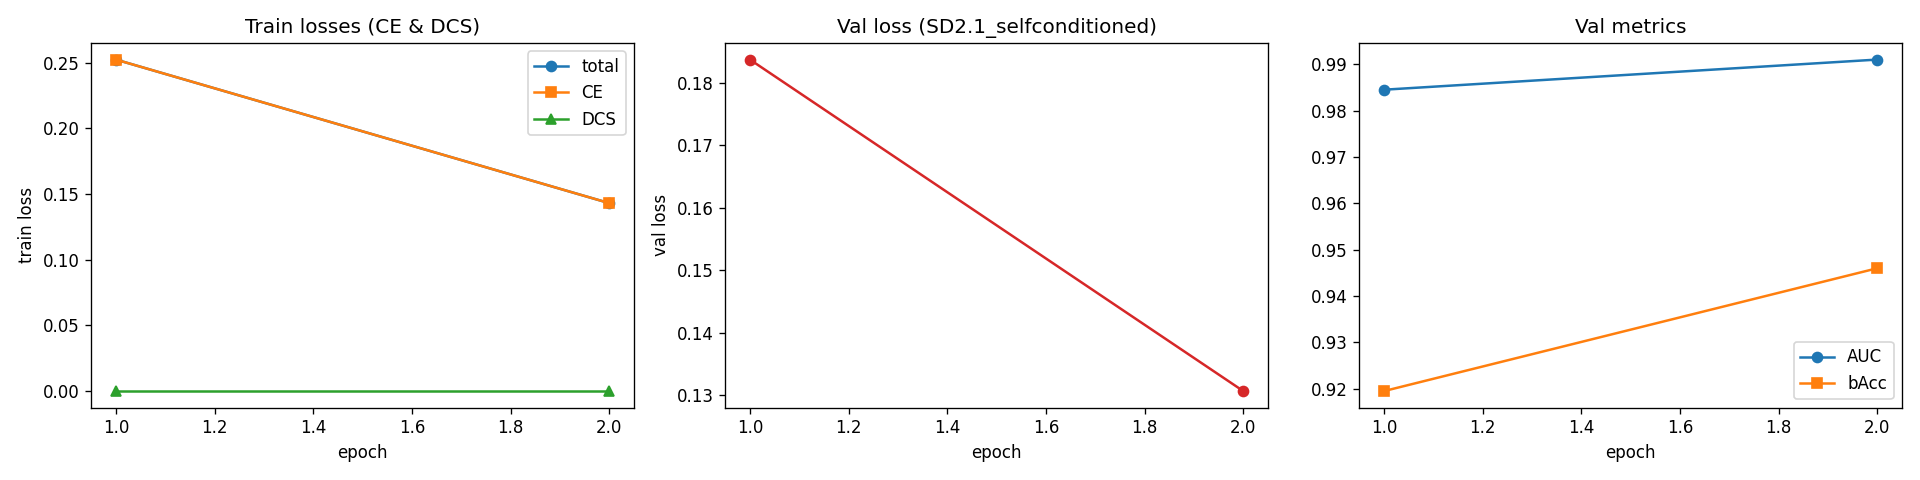 Train losses (CE & DCS)
train loss
0.25
0.20
0.15
0.10
0.05
0.00
total
CE
DCS
1.0 1.2 1.4 1.6 1.8 2.0
epoch
Val loss (SD2.1_selfconditioned)
val loss
0.18
0.17
0.16
0.15
0.14
0.13
1.0 1.2 1.4 1.6 1.8 2.0
epoch
Val metrics
0.99
0.98
0.97
0.96
0.95
0.94
0.93
0.92
AUC
bAcc
1.0 1.2 1.4 1.6 1.8 2.0
epoch